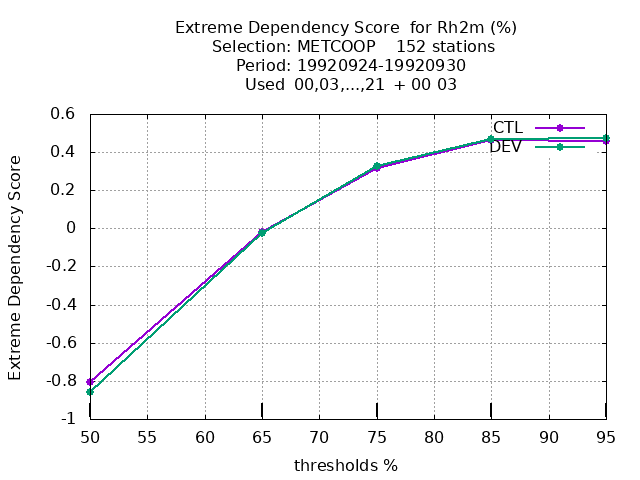 Extreme Dependency Score  for Rh2m (%)
Selection: METCOOP    152 stations
Period: 19920924-19920930
Used  00,03,...,21  + 00 03
CTL
DEV
Extreme Dependency Score
0.6
0.4
0.2
0
-0.2
-0.4
-0.6
-0.8
-1
50 55 60 65 70 75 80 85 90 95
thresholds %